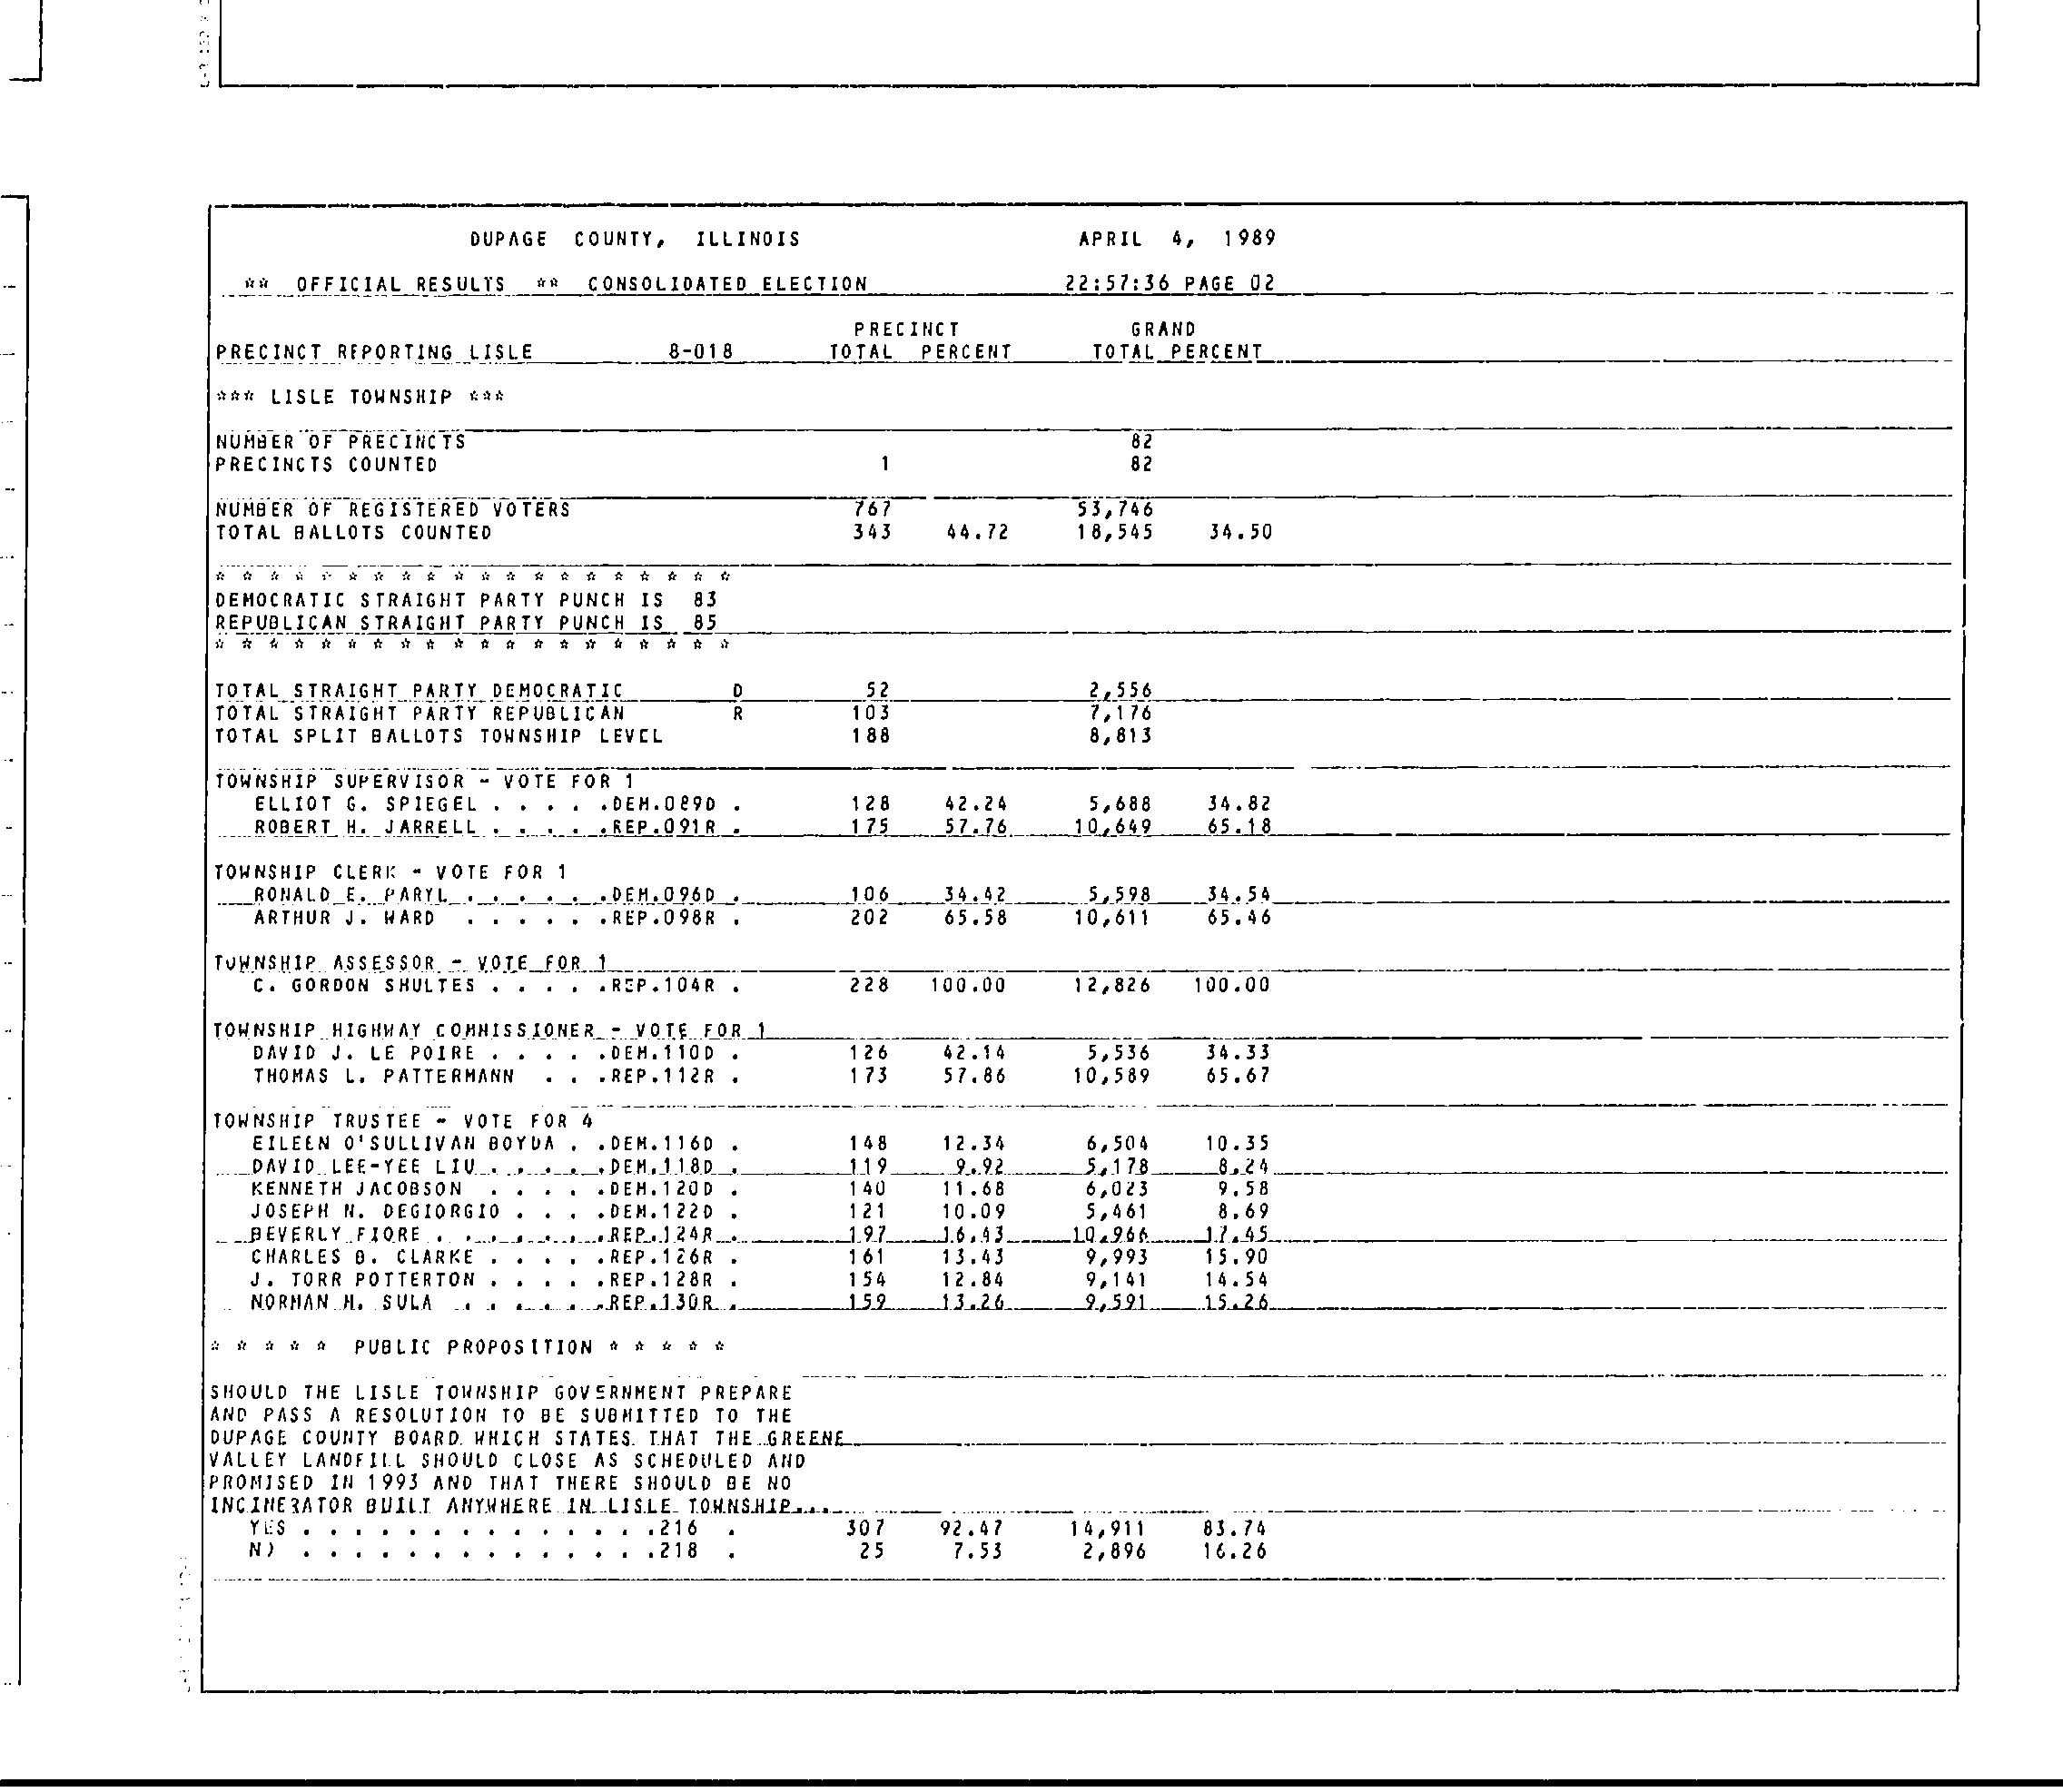 DUPAGE COUNTY, ILLINOIS APRIL 4, 1989
** OFFICIAL RESULTS ** CONSOLIDATED ELECTION 22:57:36 PAGE 02
PRECINCT GRAND
PRECINCT REPORTING LISLE 8-018 TOTAL PERCENT TOTAL PERCENT
*** LISLE TOWNSHIP ***
NUMBER OF PRECINCTS 82
PRECINCTS COUNTED 1 82
NUMBER OF REGISTERED VOTERS 767 53,746
TOTAL BALLOTS COUNTED 343 44.72 18,545 34.50
* * * * * * * * * * * * * * * * * * * *
DEMOCRATIC STRAIGHT PARTY PUNCH IS 83
REPUBLICAN STRAIGHT PARTY PUNCH IS 85
* * * * * * * * * * * * * * * * * * * *
TOTAL STRAIGHT PARTY DEMOCRATIC D 52 2,556
TOTAL STRAIGHT PARTY REPUBLICAN R 103 7,176
TOTAL SPLIT BALLOTS TOWNSHIP LEVEL 188 8,813
TOWNSHIP SUPERVISOR - VOTE FOR 1
ELLIOT G. SPIEGEL . . . . .DEM.089D . 128 42.24 5,688 34.82
ROBERT H. JARRELL . . . . .REP.091R . 175 57.76 10,649 65.18
TOWNSHIP CLERK - VOTE FOR 1
RONALD E. PARYL . . . . . .DEM.096D . 106 34.42 5,598 34.54
ARTHUR J. WARD . . . . . .REP.098R . 202 65.58 10,611 65.46
TOWNSHIP ASSESSOR - VOTE FOR 1
C. GORDON SHULTES . . . . .REP.104R . 228 100.00 12,826 100.00
TOWNSHIP HIGHWAY COMMISSIONER - VOTE FOR 1
DAVID J. LE POIRE . . . . .DEM.110D . 126 42.14 5,536 34.33
THOMAS L. PATTERMANN . . .REP.112R . 173 57.86 10,589 65.67
TOWNSHIP TRUSTEE - VOTE FOR 4
EILEEN O'SULLIVAN BOYDA . .DEM.116D . 148 12.34 6,504 10.35
DAVID LEE-YEE LIU . . . . .DEM.118D . 119 9.92 5,178 8.24
KENNETH JACOBSON . . . . .DEM.120D . 140 11.68 6,023 9.58
JOSEPH N. DEGIORGIO . . . .DEM.122D . 121 10.09 5,461 8.69
BEVERLY FIORE . . . . . . .REP.124R . 197 16.43 10,966 17.45
CHARLES B. CLARKE . . . . .REP.126R . 161 13.43 9,993 15.90
J. TORR POTTERTON . . . . .REP.128R . 154 12.84 9,141 14.54
NORMAN H. SULA . . . . . .REP.130R . 159 13.26 9,591 15.26
* * * * * PUBLIC PROPOSITION * * * * *
SHOULD THE LISLE TOWNSHIP GOVERNMENT PREPARE
AND PASS A RESOLUTION TO BE SUBMITTED TO THE
DUPAGE COUNTY BOARD WHICH STATES THAT THE GREENE
VALLEY LANDFILL SHOULD CLOSE AS SCHEDULED AND
PROMISED IN 1993 AND THAT THERE SHOULD BE NO
INCINERATOR BUILT ANYWHERE IN LISLE TOWNSHIP...
YES . . . . . . . . . . . . . .216 . 307 92.47 14,911 83.74
NO . . . . . . . . . . . . . .218 . 25 7.53 2,896 16.26